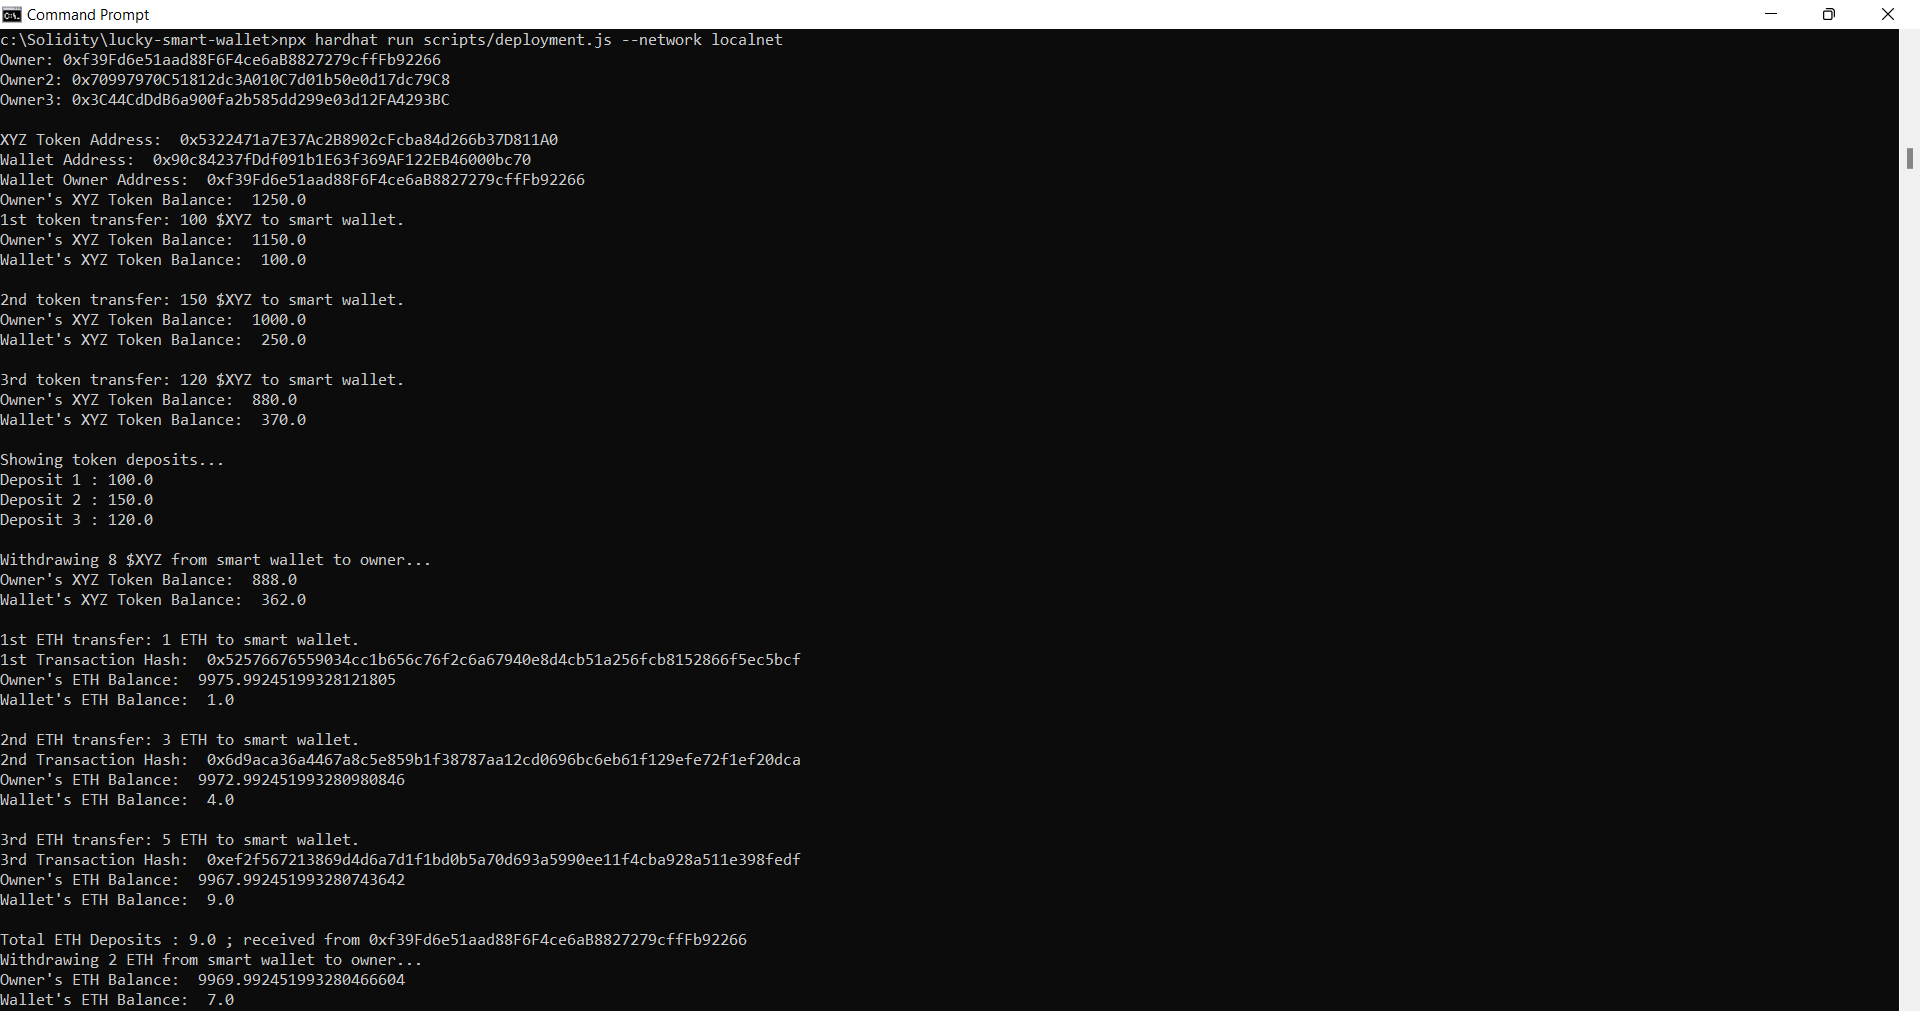 Command Prompt
c:\Solidity\lucky-smart-wallet>npx hardhat run scripts/deployment.js --network localnet
Owner: 0xf39Fd6e51aad88F6F4ce6aB8827279cffFb92266
Owner2: 0x70997970C51812dc3A010C7d01b50e0d17dc79C8
Owner3: 0x3C44CdDdB6a900fa2b585dd299e03d12FA4293BC
XYZ Token Address:  0x5322471a7E37Ac2B8902cFcba84d266b37D811A0
Wallet Address:  0x90c84237fDdf091b1E63f369AF122EB46000bc70
Wallet Owner Address:  0xf39Fd6e51aad88F6F4ce6aB8827279cffFb92266
Owner's XYZ Token Balance:  1250.0
1st token transfer: 100 $XYZ to smart wallet.
Owner's XYZ Token Balance:  1150.0
Wallet's XYZ Token Balance:  100.0
2nd token transfer: 150 $XYZ to smart wallet.
Owner's XYZ Token Balance:  1000.0
Wallet's XYZ Token Balance:  250.0
3rd token transfer: 120 $XYZ to smart wallet.
Owner's XYZ Token Balance:  880.0
Wallet's XYZ Token Balance:  370.0
Showing token deposits...
Deposit 1 : 100.0
Deposit 2 : 150.0
Deposit 3 : 120.0
Withdrawing 8 $XYZ from smart wallet to owner...
Owner's XYZ Token Balance:  888.0
Wallet's XYZ Token Balance:  362.0
1st ETH transfer: 1 ETH to smart wallet.
1st Transaction Hash:  0x52576676559034cc1b656c76f2c6a67940e8d4cb51a256fcb8152866f5ec5bcf
Owner's ETH Balance:  9975.99245199328121805
Wallet's ETH Balance:  1.0
2nd ETH transfer: 3 ETH to smart wallet.
2nd Transaction Hash:  0x6d9aca36a4467a8c5e859b1f38787aa12cd0696bc6eb61f129efe72f1ef20dca
Owner's ETH Balance:  9972.992451993280980846
Wallet's ETH Balance:  4.0
3rd ETH transfer: 5 ETH to smart wallet.
3rd Transaction Hash:  0xef2f567213869d4d6a7d1f1bd0b5a70d693a5990ee11f4cba928a511e398fedf
Owner's ETH Balance:  9967.992451993280743642
Wallet's ETH Balance:  9.0
Total ETH Deposits : 9.0 ; received from 0xf39Fd6e51aad88F6F4ce6aB8827279cffFb92266
Withdrawing 2 ETH from smart wallet to owner...
Owner's ETH Balance:  9969.992451993280466604
Wallet's ETH Balance:  7.0